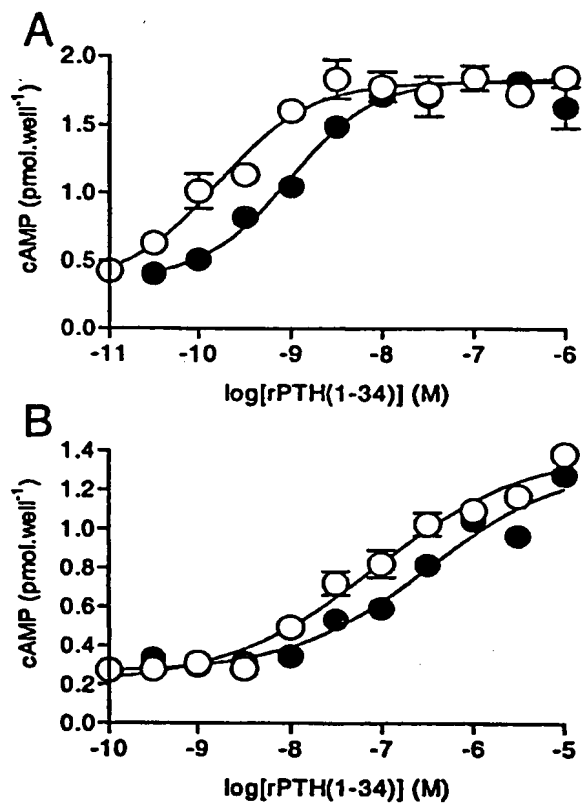 A
2.0
1.5
1.0
0.5
0.0
cAMP (pmol.well⁻¹)
-11 -10 -9 -8 -7 -6
log[rPTH(1-34)] (M)
B
1.4
1.2
1.0
0.8
0.6
0.4
0.2
0.0
cAMP (pmol.well⁻¹)
-10 -9 -8 -7 -6 -5
log[rPTH(1-34)] (M)